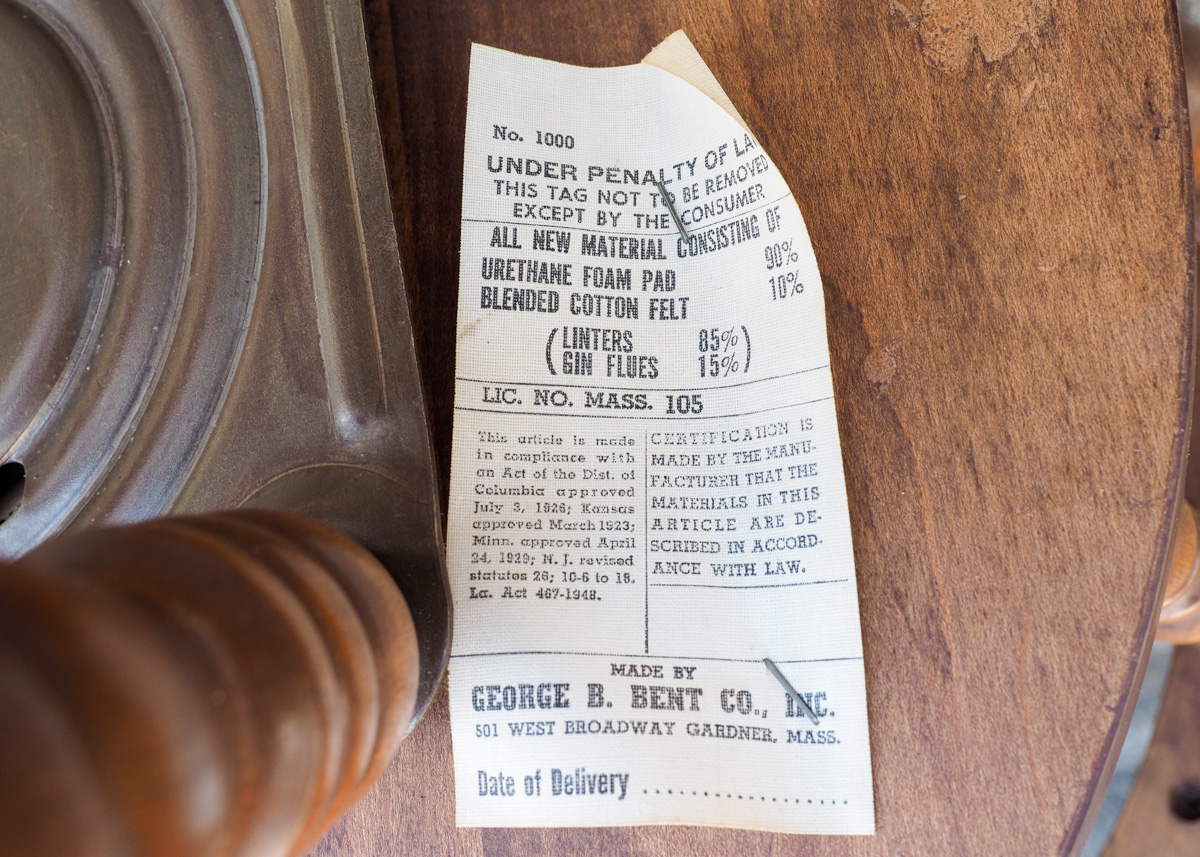 No. 1000
UNDER PENALTY OF LA
THIS TAG NOT TO BE REMOVED
EXCEPT BY THE CONSUMER
ALL NEW MATERIAL CONSISTING OF
URETHANE FOAM PAD 90%
BLENDED COTTON FELT 10%
(LINTERS 85%
GIN FLUES 15%)
LIC. NO. MASS. 105
This article is made
in compliance with
an Act of the Dist. of
Columbia approved
July 3, 1926; Kansas
approved March 1923;
Minn. approved April
24, 1929; N. J. revised
statutes 26; 10-6 to 18.
La. Act 467-1948.
CERTIFICATION IS
MADE BY THE MANU-
FACTURER THAT THE
MATERIALS IN THIS
ARTICLE ARE DE-
SCRIBED IN ACCORD-
ANCE WITH LAW.
MADE BY
GEORGE B. BENT CO., INC.
501 WEST BROADWAY GARDNER, MASS.
Date of Delivery ....................